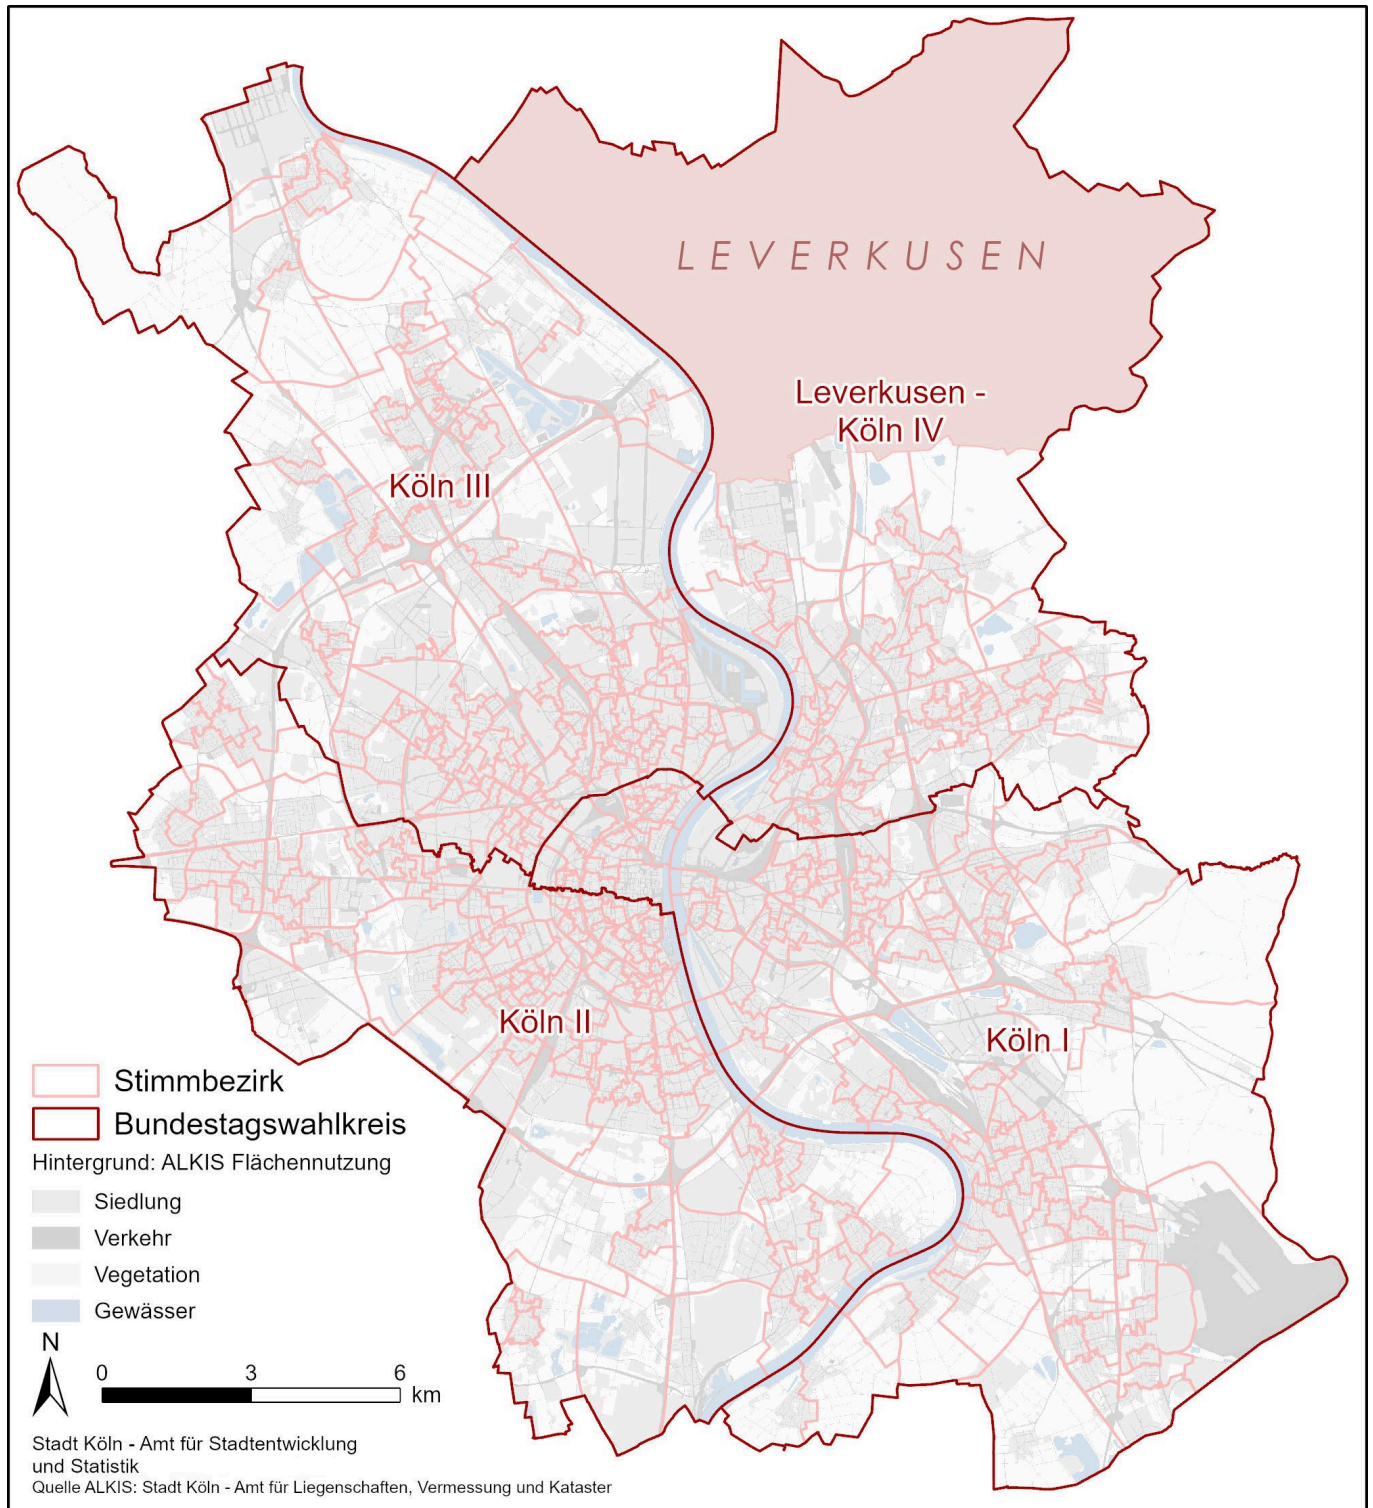 LEVERKUSEN
Leverkusen -
Köln IV
Köln III
Köln II
Köln I
Stimmbezirk
Bundestagswahlkreis
Hintergrund: ALKIS Flächennutzung
Siedlung
Verkehr
Vegetation
Gewässer
N
0 3 6
km
Stadt Köln - Amt für Stadtentwicklung
und Statistik
Quelle ALKIS: Stadt Köln - Amt für Liegenschaften, Vermessung und Kataster